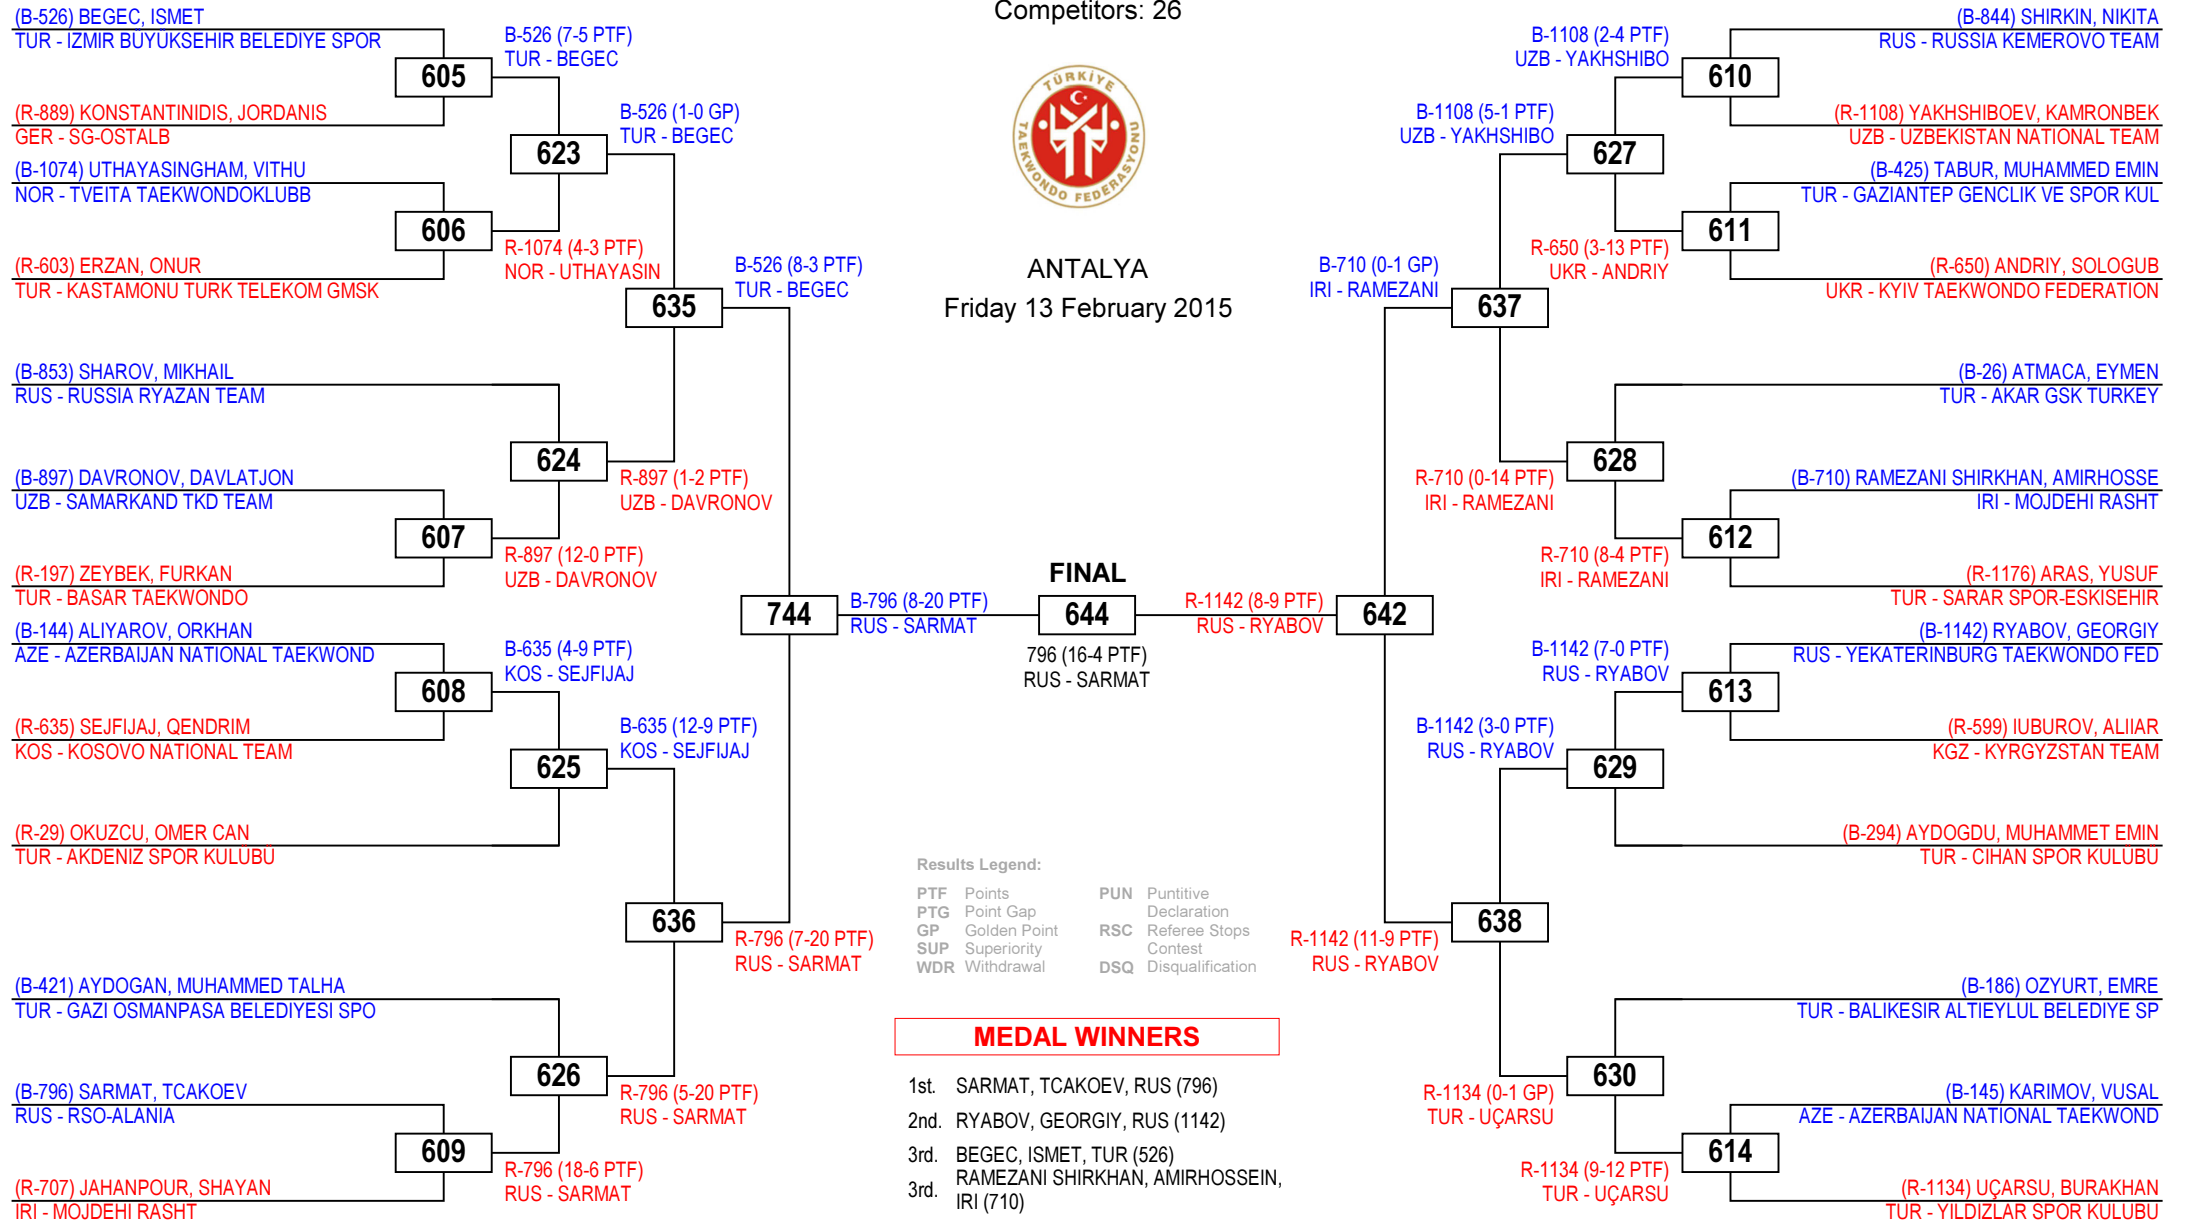 Competitors: 26
TÜRKİYE
TAEKWONDO FEDERASYONU
ANTALYA
Friday 13 February 2015
(B-526) BEGEC, ISMET
TUR - IZMIR BUYUKSEHIR BELEDIYE SPOR
605
(R-889) KONSTANTINIDIS, JORDANIS
GER - SG-OSTALB
(B-1074) UTHAYASINGHAM, VITHU
NOR - TVEITA TAEKWONDOKLUBB
606
(R-603) ERZAN, ONUR
TUR - KASTAMONU TURK TELEKOM GMSK
(B-853) SHAROV, MIKHAIL
RUS - RUSSIA RYAZAN TEAM
(B-897) DAVRONOV, DAVLATJON
UZB - SAMARKAND TKD TEAM
607
(R-197) ZEYBEK, FURKAN
TUR - BASAR TAEKWONDO
(B-144) ALIYAROV, ORKHAN
AZE - AZERBAIJAN NATIONAL TAEKWOND
608
(R-635) SEJFIJAJ, QENDRIM
KOS - KOSOVO NATIONAL TEAM
(R-29) OKUZCU, OMER CAN
TUR - AKDENIZ SPOR KULÜBÜ
(B-421) AYDOGAN, MUHAMMED TALHA
TUR - GAZI OSMANPASA BELEDIYESI SPO
(B-796) SARMAT, TCAKOEV
RUS - RSO-ALANIA
609
(R-707) JAHANPOUR, SHAYAN
IRI - MOJDEHI RASHT
B-526 (7-5 PTF)
TUR - BEGEC
623
R-1074 (4-3 PTF)
NOR - UTHAYASIN
624
R-897 (12-0 PTF)
UZB - DAVRONOV
B-635 (4-9 PTF)
KOS - SEJFIJAJ
625
626
R-796 (18-6 PTF)
RUS - SARMAT
B-526 (1-0 GP)
TUR - BEGEC
635
R-897 (1-2 PTF)
UZB - DAVRONOV
B-635 (12-9 PTF)
KOS - SEJFIJAJ
636
R-796 (5-20 PTF)
RUS - SARMAT
B-526 (8-3 PTF)
TUR - BEGEC
744
R-796 (7-20 PTF)
RUS - SARMAT
B-796 (8-20 PTF)
RUS - SARMAT
FINAL
644
796 (16-4 PTF)
RUS - SARMAT
R-1142 (8-9 PTF)
RUS - RYABOV
642
B-710 (0-1 GP)
IRI - RAMEZANI
637
R-1142 (11-9 PTF)
RUS - RYABOV
638
B-1108 (5-1 PTF)
UZB - YAKHSHIBO
627
R-710 (0-14 PTF)
IRI - RAMEZANI
628
B-1142 (3-0 PTF)
RUS - RYABOV
629
R-1134 (0-1 GP)
TUR - UÇARSU
630
B-1108 (2-4 PTF)
UZB - YAKHSHIBO
610
R-650 (3-13 PTF)
UKR - ANDRIY
611
R-710 (8-4 PTF)
IRI - RAMEZANI
612
B-1142 (7-0 PTF)
RUS - RYABOV
613
R-1134 (9-12 PTF)
TUR - UÇARSU
614
(B-844) SHIRKIN, NIKITA
RUS - RUSSIA KEMEROVO TEAM
(R-1108) YAKHSHIBOEV, KAMRONBEK
UZB - UZBEKISTAN NATIONAL TEAM
(B-425) TABUR, MUHAMMED EMIN
TUR - GAZIANTEP GENCLIK VE SPOR KUL
(R-650) ANDRIY, SOLOGUB
UKR - KYIV TAEKWONDO FEDERATION
(B-26) ATMACA, EYMEN
TUR - AKAR GSK TURKEY
(B-710) RAMEZANI SHIRKHAN, AMIRHOSSE
IRI - MOJDEHI RASHT
(R-1176) ARAS, YUSUF
TUR - SARAR SPOR-ESKISEHIR
(B-1142) RYABOV, GEORGIY
RUS - YEKATERINBURG TAEKWONDO FED
(R-599) IUBUROV, ALIIAR
KGZ - KYRGYZSTAN TEAM
(B-294) AYDOGDU, MUHAMMET EMIN
TUR - CIHAN SPOR KULÜBÜ
(B-186) OZYURT, EMRE
TUR - BALIKESIR ALTIEYLUL BELEDIYE SP
(B-145) KARIMOV, VUSAL
AZE - AZERBAIJAN NATIONAL TAEKWOND
(R-1134) UÇARSU, BURAKHAN
TUR - YILDIZLAR SPOR KULUBU
Results Legend:
PTF Points
PTG Point Gap
GP Golden Point
SUP Superiority
WDR Withdrawal
PUN Puntitive
Declaration
RSC Referee Stops
Contest
DSQ Disqualification
MEDAL WINNERS
1st. SARMAT, TCAKOEV, RUS (796)
2nd. RYABOV, GEORGIY, RUS (1142)
3rd. BEGEC, ISMET, TUR (526)
3rd. RAMEZANI SHIRKHAN, AMIRHOSSEIN,
IRI (710)